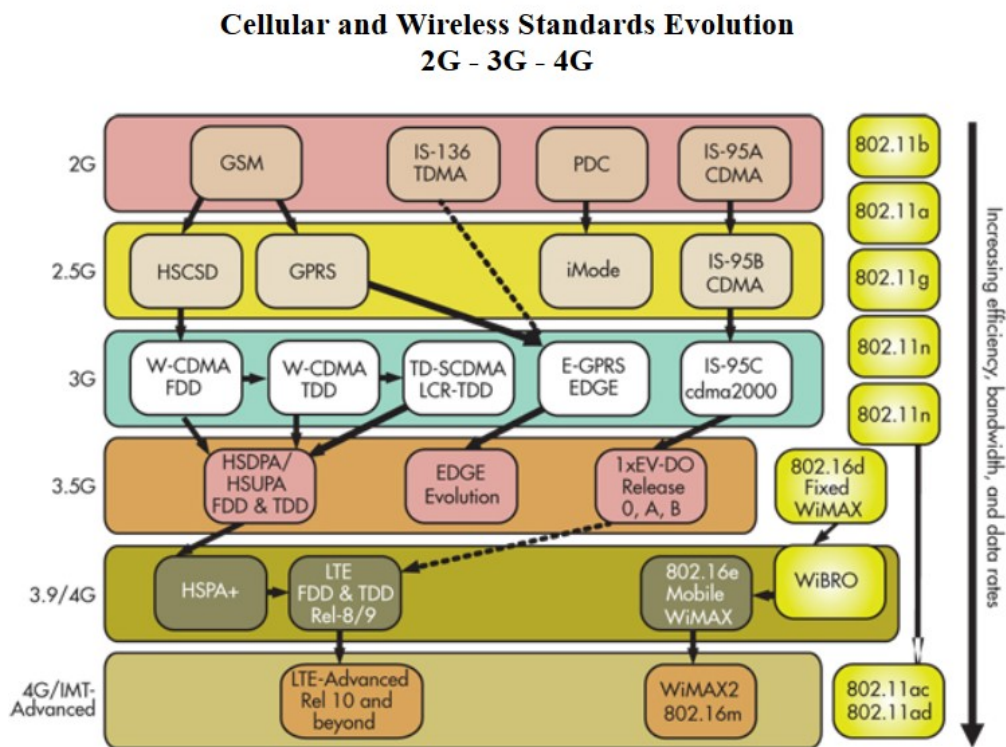 Cellular and Wireless Standards Evolution
2G - 3G - 4G
2G
GSM
IS-136
TDMA
PDC
IS-95A
CDMA
802.11b
802.11a
2.5G
HSCSD
GPRS
iMode
IS-95B
CDMA
802.11g
802.11n
3G
W-CDMA
FDD
W-CDMA
TDD
TD-SCDMA
LCR-TDD
E-GPRS
EDGE
IS-95C
cdma2000
802.11n
3.5G
HSDPA/
HSUPA
FDD & TDD
EDGE
Evolution
1xEV-DO
Release
0, A, B
802.16d
Fixed
WiMAX
3.9/4G
HSPA+
LTE
FDD & TDD
Rel-8/9
802.16e
Mobile
WiMAX
WiBRO
4G/IMT-
Advanced
LTE-Advanced
Rel 10 and
beyond
WiMAX2
802.16m
802.11ac
802.11ad
Increasing efficiency, bandwidth, and data rates